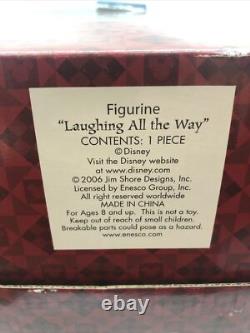 Figurine
"Laughing All the Way"
CONTENTS: 1 PIECE
©Disney
Visit the Disney website
at www.disney.com
©2006 Jim Shore Designs, Inc.
Licensed by Enesco Group, Inc.
All rights reserved worldwide
MADE IN CHINA
For Ages 8 and up. This is not a toy.
Keep out of reach of small children.
Breakable parts could pose as a hazard.
www.enesco.com